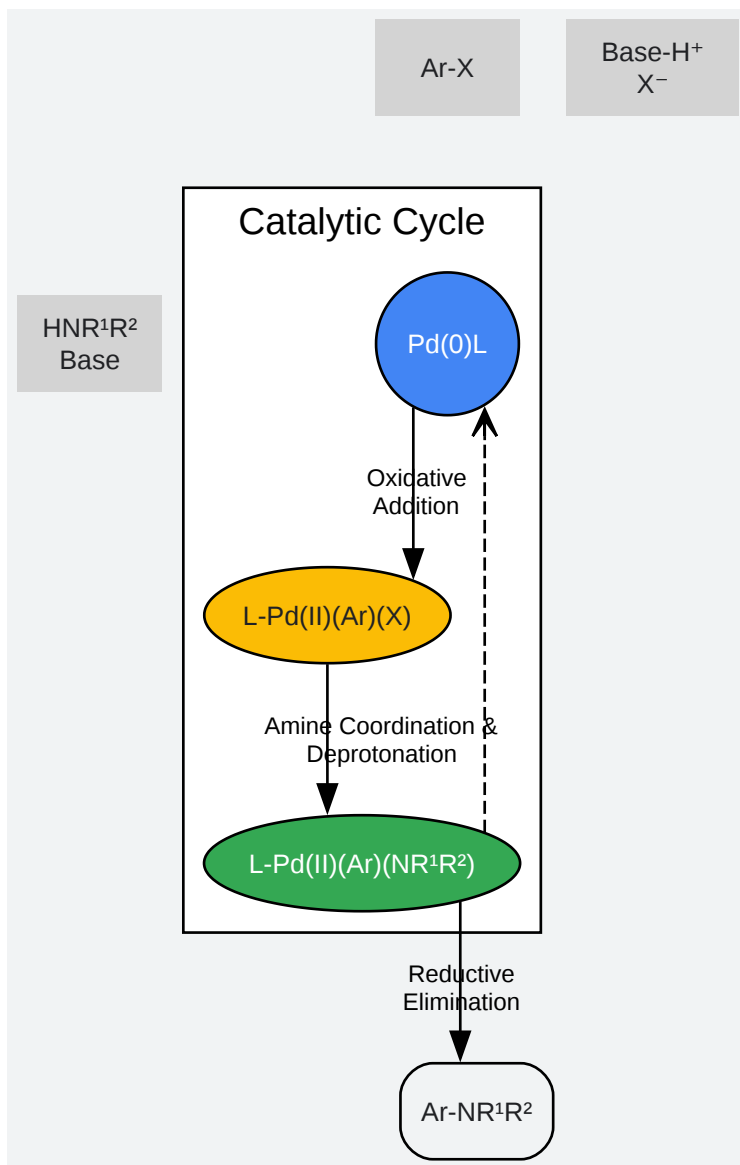 Ar-X
Base-H⁺
X⁻
Catalytic Cycle
HNR¹R²
Base
Pd(0)L
Oxidative
Addition
L-Pd(II)(Ar)(X)
Amine Coordination &
Deprotonation
L-Pd(II)(Ar)(NR¹R²)
Reductive
Elimination
Ar-NR¹R²